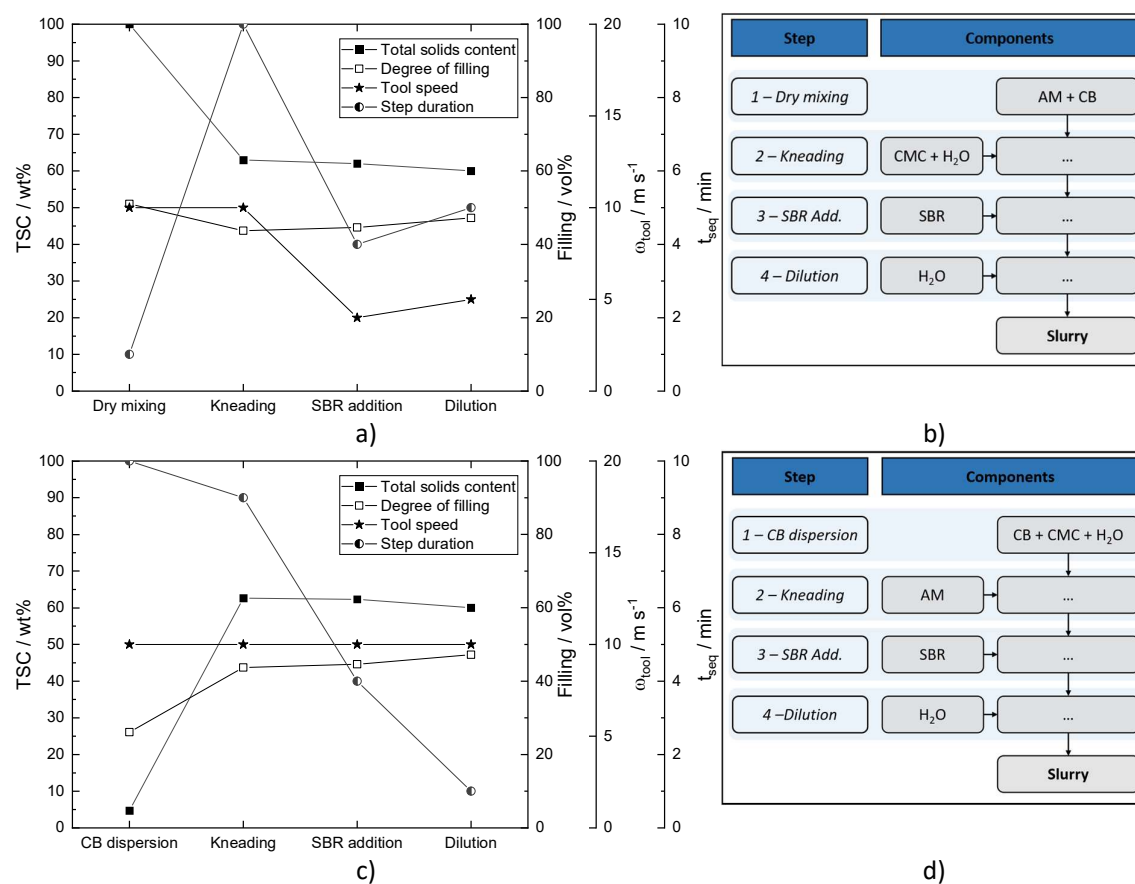 100
90
80
70
60
50
40
30
20
10
0
TSC / wt%
Total solids content
Degree of filling
Tool speed
Step duration
Dry mixing Kneading SBR addition Dilution
100
80
60
40
20
0
Filling / vol%
20
15
10
5
0
ω_tool / m s⁻¹
10
8
6
4
2
0
t_seq / min
a)
Step Components
1 – Dry mixing AM + CB
2 – Kneading CMC + H₂O ...
3 – SBR Add. SBR ...
4 – Dilution H₂O ...
Slurry
b)
100
90
80
70
60
50
40
30
20
10
0
TSC / wt%
Total solids content
Degree of filling
Tool speed
Step duration
CB dispersion Kneading SBR addition Dilution
100
80
60
40
20
0
Filling / vol%
20
15
10
5
0
ω_tool / m s⁻¹
10
8
6
4
2
0
t_seq / min
c)
Step Components
1 – CB dispersion CB + CMC + H₂O
2 – Kneading AM ...
3 – SBR Add. SBR ...
4 –Dilution H₂O ...
Slurry
d)